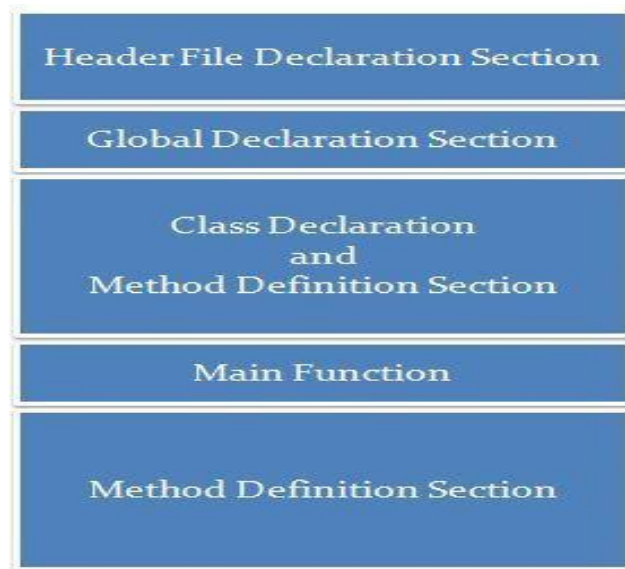 Header File Declaration Section
Global Declaration Section
Class Declaration
and
Method Definition Section
Main Function
Method Definition Section